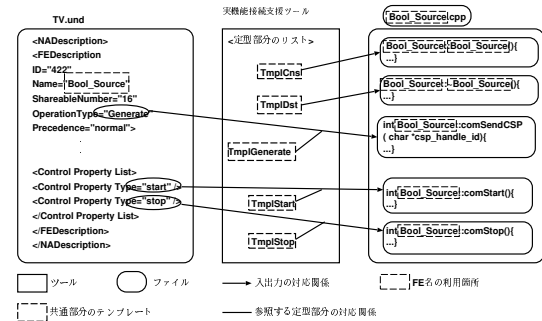 TV.und
<NADescription>
<FEDescription
ID="422"
Name="Bool_Source"
ShareableNumber="16"
OperationType="Generate"
Precedence="normal">
.
.
<Control Property List>
<Control Property Type="start" />
<Control Property Type="stop" />
</Control Property List>
</FEDescription>
</NADescription>
実機能接続支援ツール
<定型部分のリスト>
TmplCns
TmplDst
TmplGenerate
TmplStart
TmplStop
Bool_Source.cpp
Bool_Source::Bool_Source(){
...}
Bool_Source::~Bool_Source(){
...}
int Bool_Source::comSendCSP
( char *csp_handle_id){
...}
int Bool_Source::comStart(){
...}
int Bool_Source::comStop(){
...}
ツール
ファイル
入出力の対応関係
FE名の利用箇所
共通部分のテンプレート
参照する定型部分の対応関係